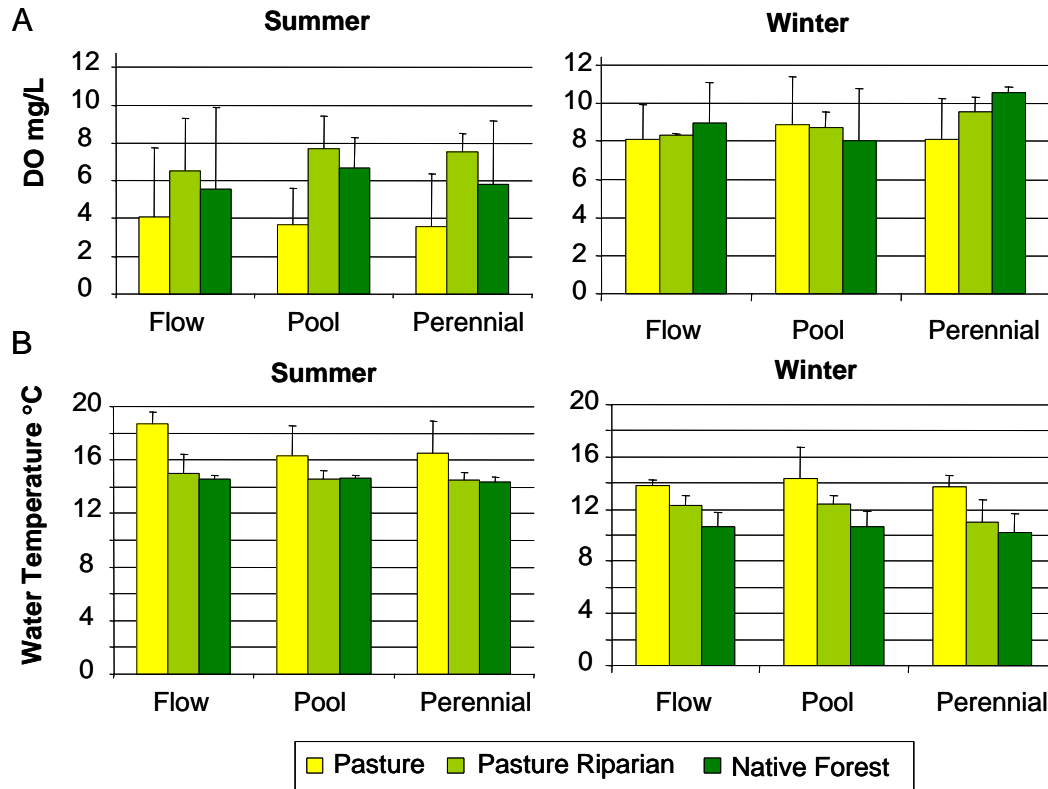 A
Summer
Winter
DO mg/L
12
10
8
6
4
2
0
Flow Pool Perennial
12
10
8
6
4
2
0
Flow Pool Perennial
B
Summer
Winter
Water Temperature °C
20
16
12
8
4
0
Flow Pool Perennial
20
16
12
8
4
0
Flow Pool Perennial
Pasture Pasture Riparian Native Forest